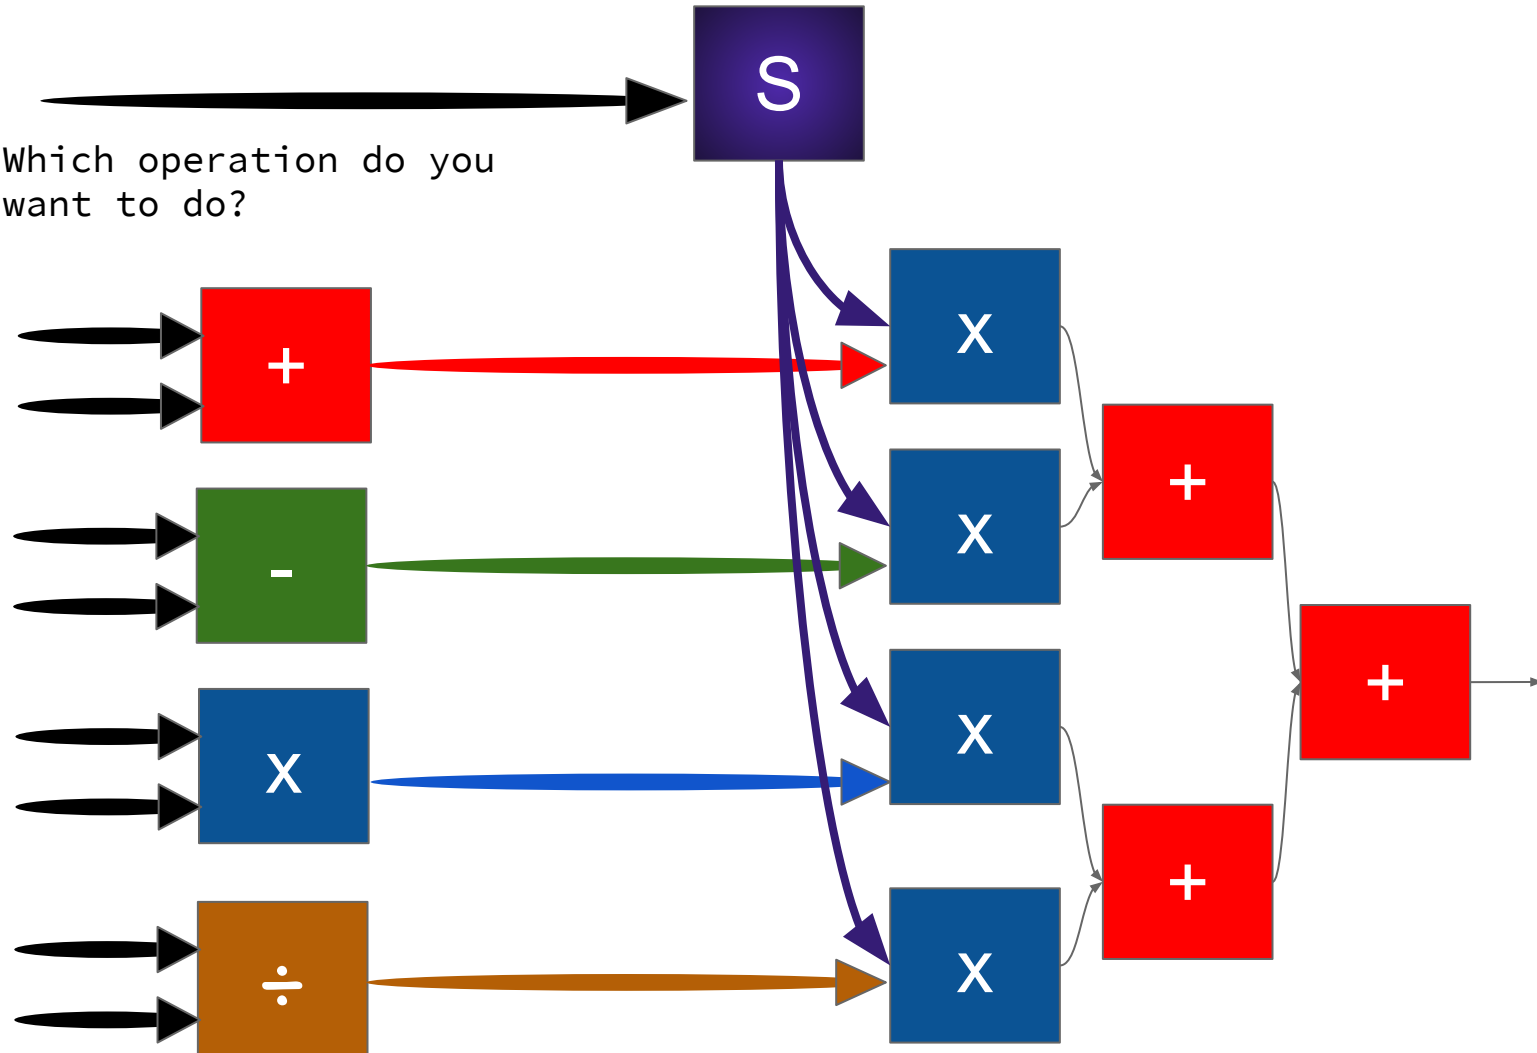 S
Which operation do you
want to do?
+
x
-
x
+
x
x
+
+
÷
x